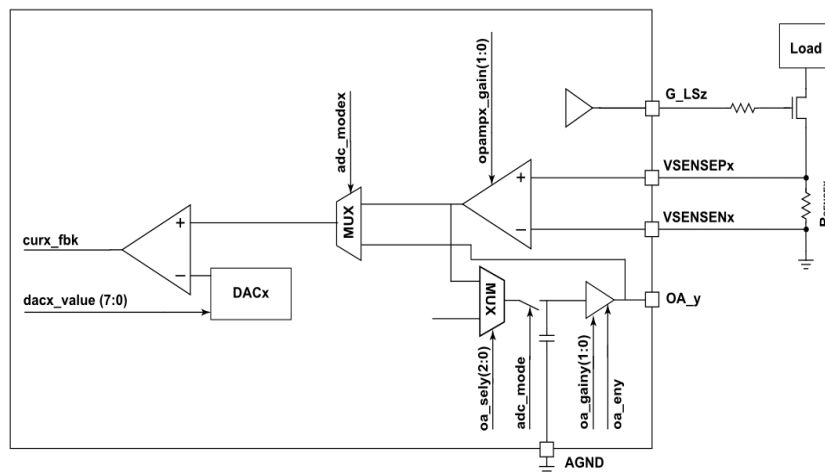 Load
G_LSz
opampx_gain(1:0)
adc_modex
VSENSEPx
+
MUX
+
VSENSENx
–
curx_fbk
–
DACx
dacx_value (7:0)
MUX
OA_y
oa_sely(2:0)
adc_mode
oa_gainy(1:0)
oa_eny
AGND